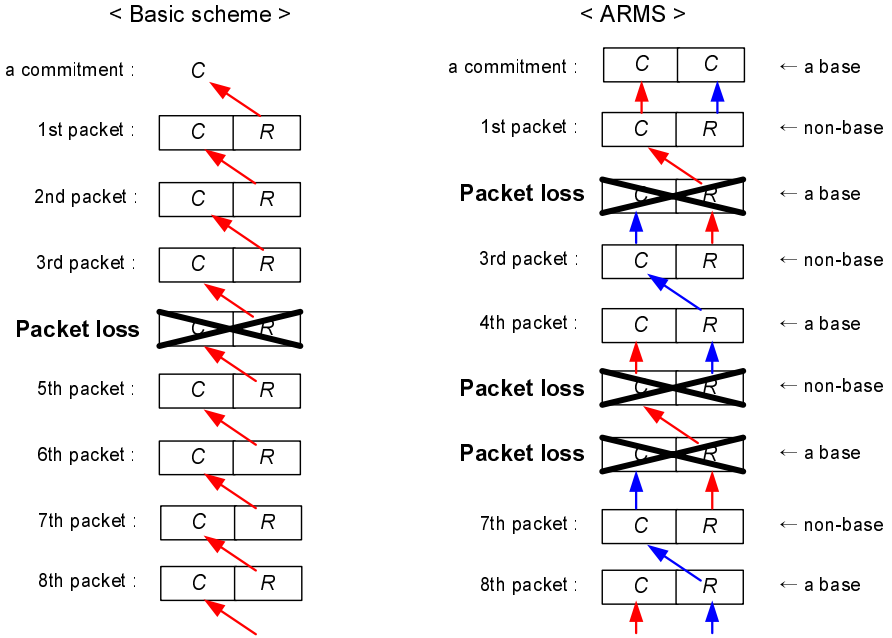 < Basic scheme >
a commitment : C
1st packet : C R
2nd packet : C R
3rd packet : C R
Packet loss C R
5th packet : C R
6th packet : C R
7th packet : C R
8th packet : C R
< ARMS >
a commitment : C C ← a base
1st packet : C R ← non-base
Packet loss C R ← a base
3rd packet : C R ← non-base
4th packet : C R ← a base
Packet loss C R ← non-base
Packet loss C R ← a base
7th packet : C R ← non-base
8th packet : C R ← a base